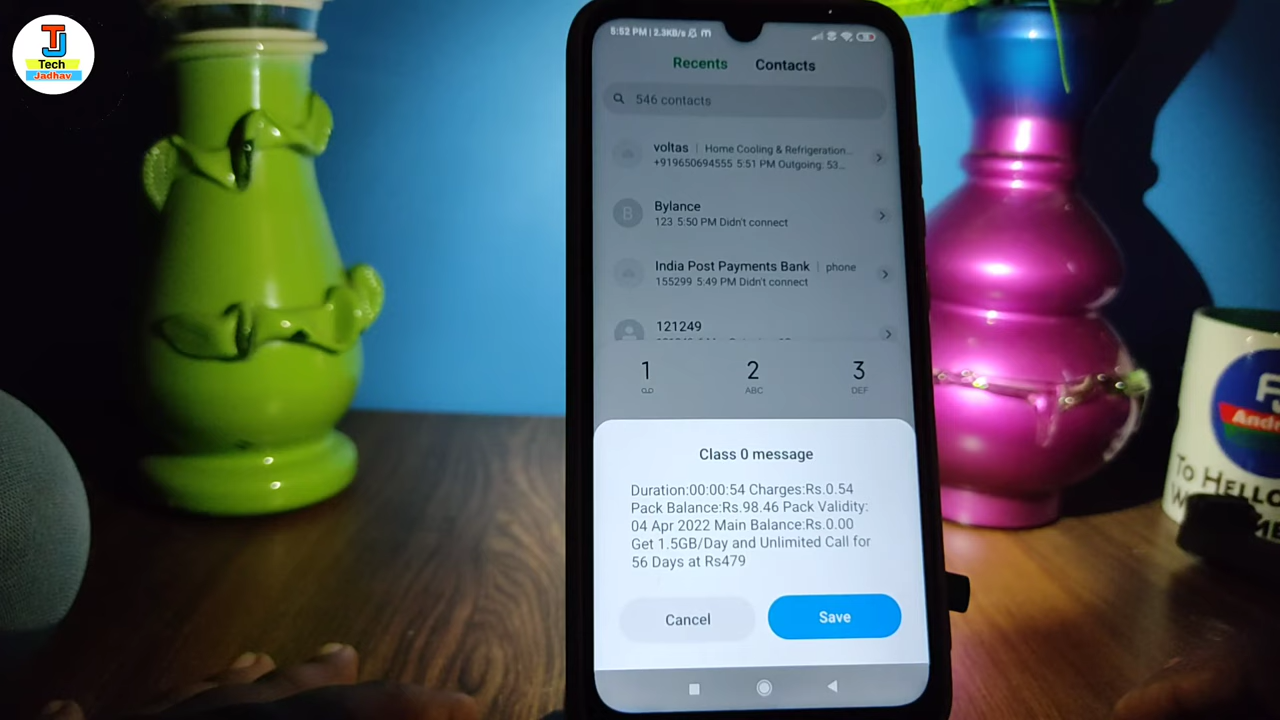 TJ
Tech
Jadhav
5:52 PM | 2.3KB/s
Recents Contacts
546 contacts
voltas | Home Cooling & Refrigeration...
+919650694555 5:51 PM Outgoing: 53...
B
Bylance
123 5:50 PM Didn't connect
India Post Payments Bank | phone
155299 5:49 PM Didn't connect
121249
1 2 3
ABC DEF
Class 0 message
Duration:00:00:54 Charges:Rs.0.54
Pack Balance:Rs.98.46 Pack Validity:
04 Apr 2022 Main Balance:Rs.0.00
Get 1.5GB/Day and Unlimited Call for
56 Days at Rs479
Cancel Save
To Hello